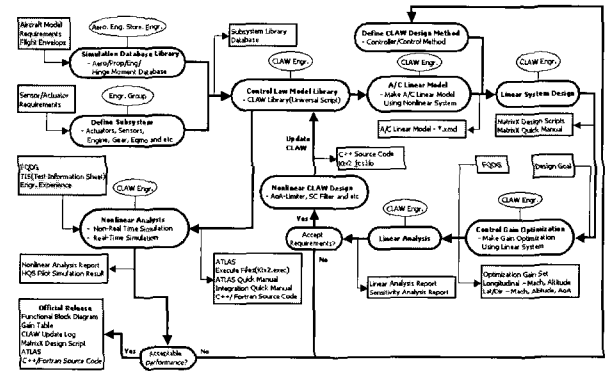 Aircraft Model
Requirements
Flight Envelope
Aero. Eng. Store. Engr.
Simulation Database Library
- Aero/Prop/Eng/
Hinge Moment Database
Subsystem Library
Database
Define CLAW Design Method
- Controller/Control Method
CLAW Engr.
Control Law Model Library
- CLAW Library(Universal Script)
CLAW Engr.
A/C Linear Model
- Make A/C Linear Model
Using Nonlinear System
CLAW Engr.
Linear System Design
Sensor/Actuator
Requirements
Engr. Group.
Define Subsystem
- Actuators, Sensors,
Engine, Gear, Eqmo and etc
A/C Linear Model - *.xmd
MatrixX Design Scripts
MatrixX Quick Manual
Update
CLAW
C++ Source Code
FQDG
TIS(Test Information Sheet)
Engr. Experience
CLAW Engr.
Nonlinear Analysis
- Non-Real Time Simulation
- Real-Time Simulation
Nonlinear CLAW Design
- AoA-Limiter, SC Filter and etc
FQDG
Design Goal
CLAW Engr.
Control Gain Optimization
- Make Gain Optimization
Using Linear System
CLAW Engr.
Linear Analysis
Yes
Accept
Requirements?
No
Nonlinear Analysis Report
HQS Pilot Simulation Result
ATLAS
Execute Files(Ktx2.exec)
ATLAS Quick Manual
Integration Quick Manual
C++/Fortran Source Code
Linear Analysis Report
Sensitivity Analysis Report
Optimization Gain Set
Longitudinal - Mach, Altitude
Lat/Dir - Mach, Altitude, AoA
Official Release
Functional Block Diagram
Gain Table
CLAW Update Log
MatrixX Design Script
ATLAS
C++/Fortran Source Code
Yes
Acceptable
performance?
No